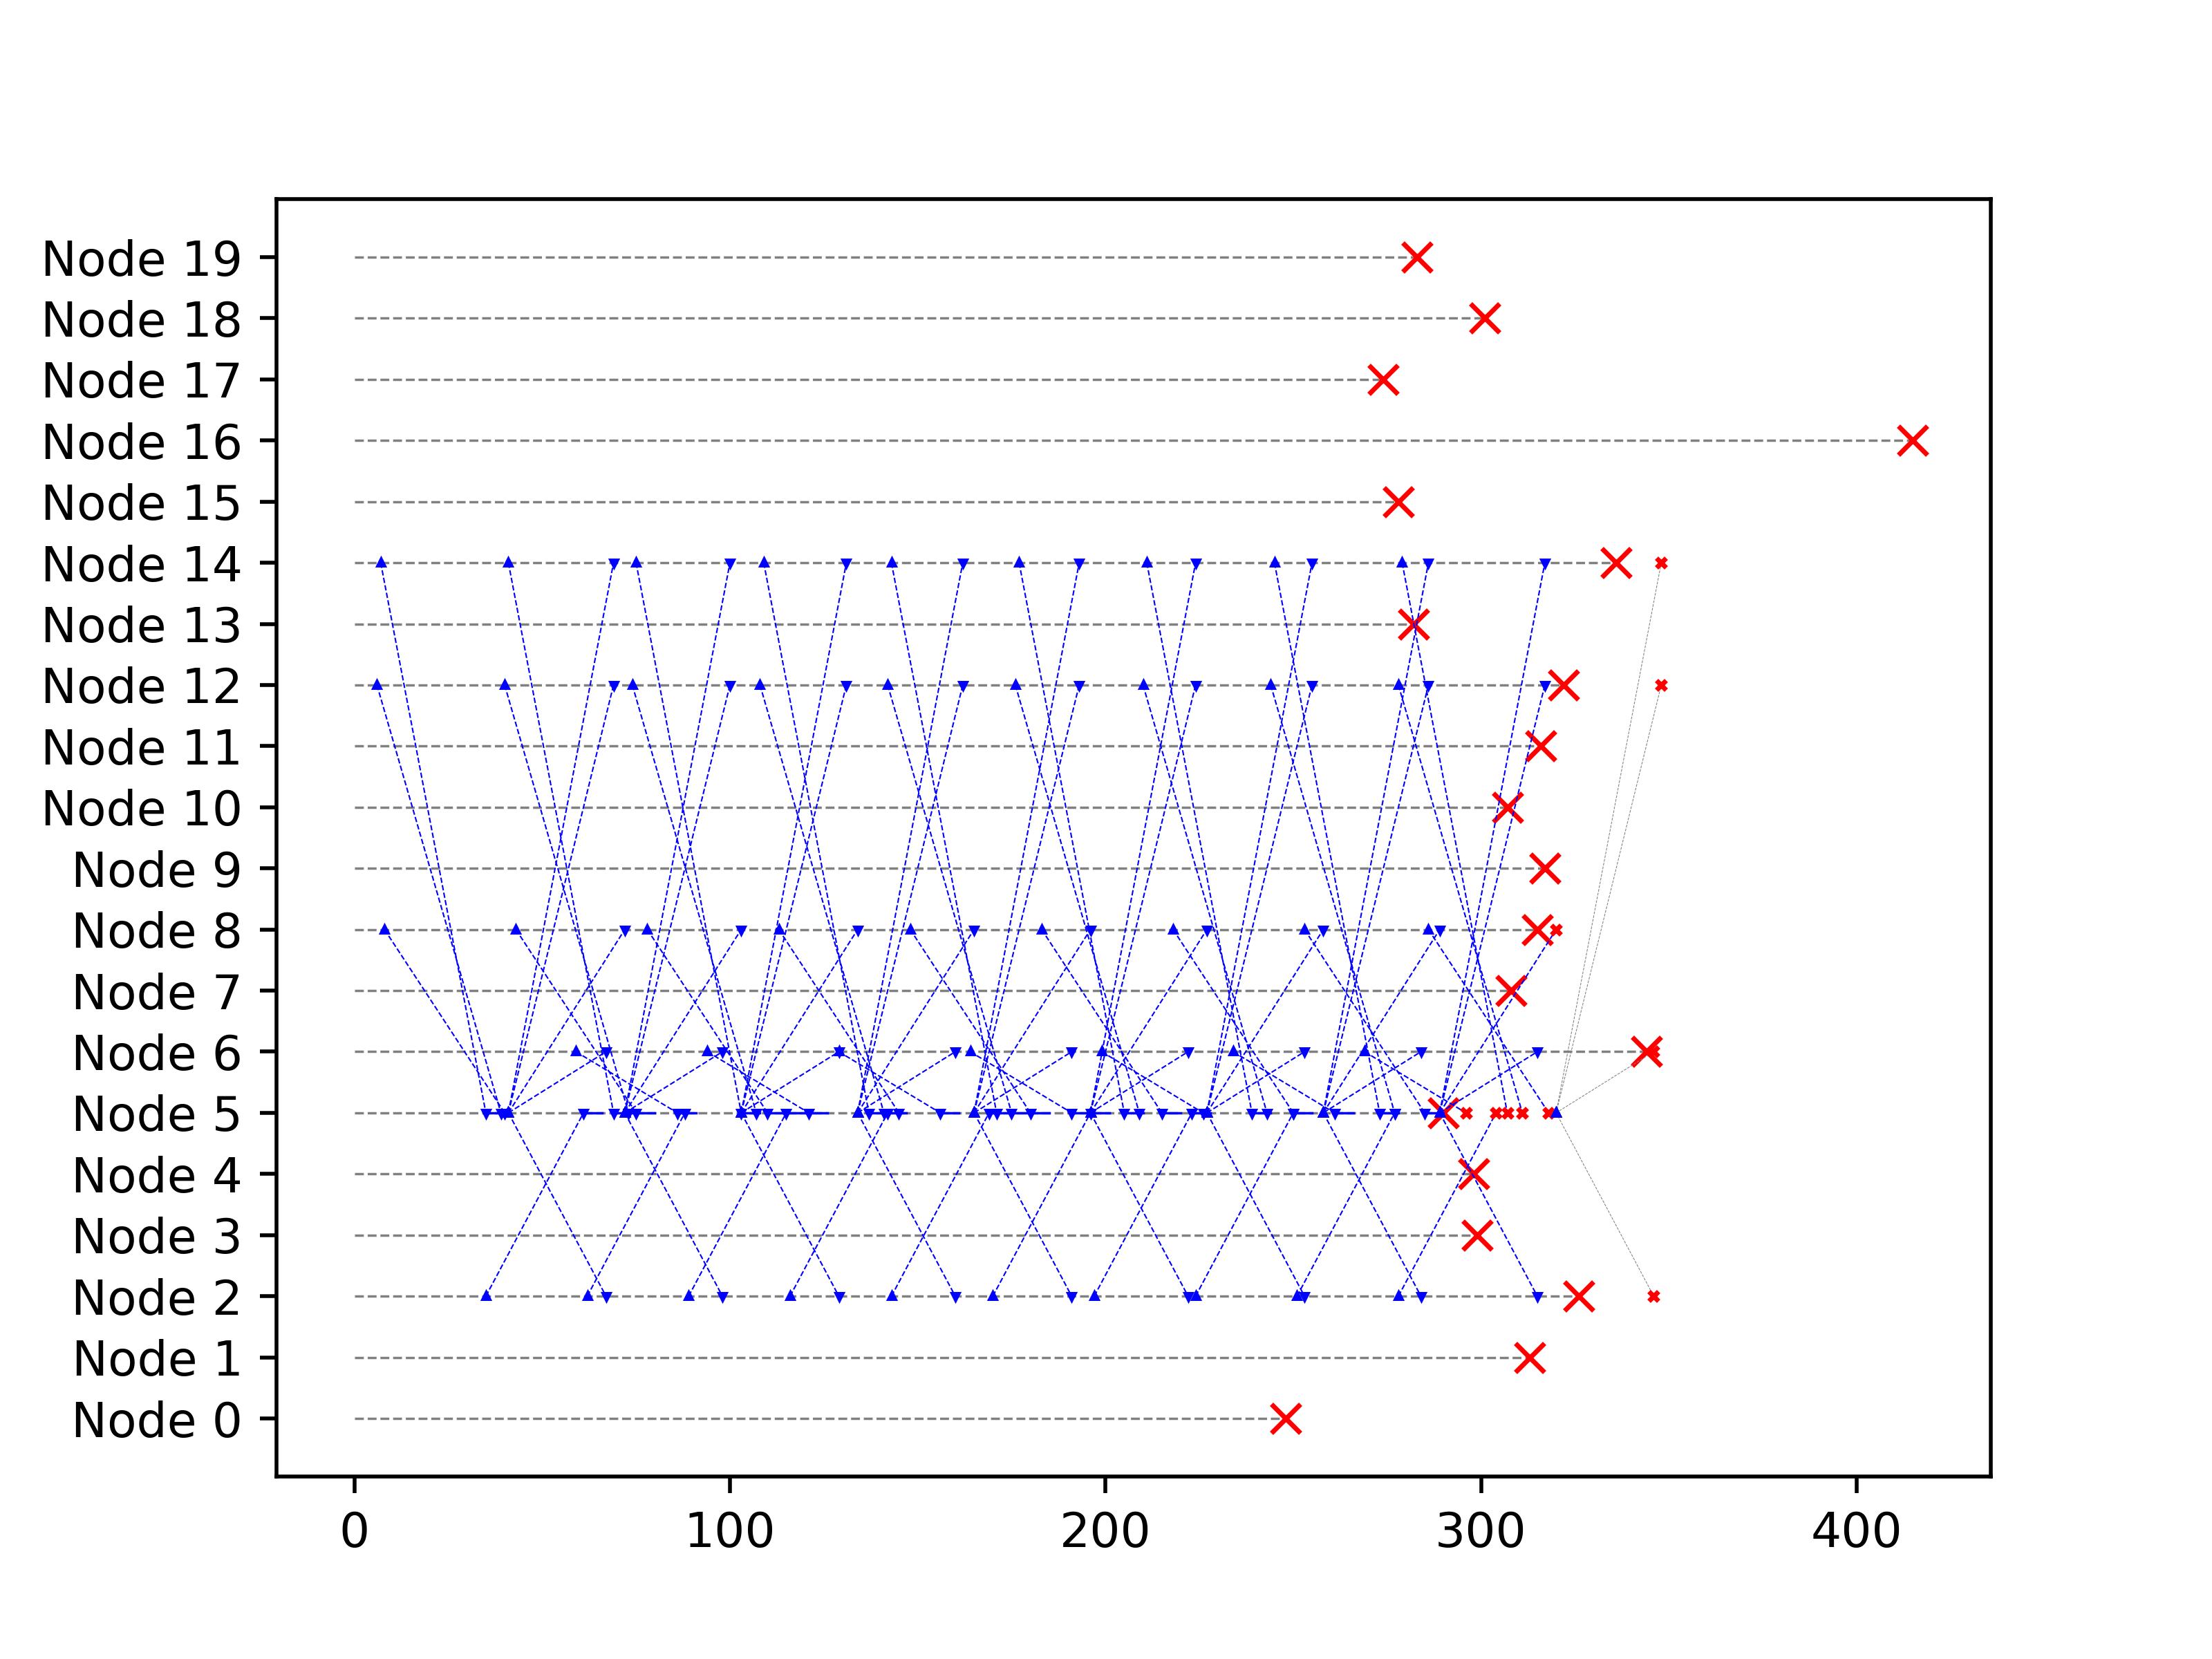 Node 19
Node 18
Node 17
Node 16
Node 15
Node 14
Node 13
Node 12
Node 11
Node 10
Node 9
Node 8
Node 7
Node 6
Node 5
Node 4
Node 3
Node 2
Node 1
Node 0
0 100 200 300 400